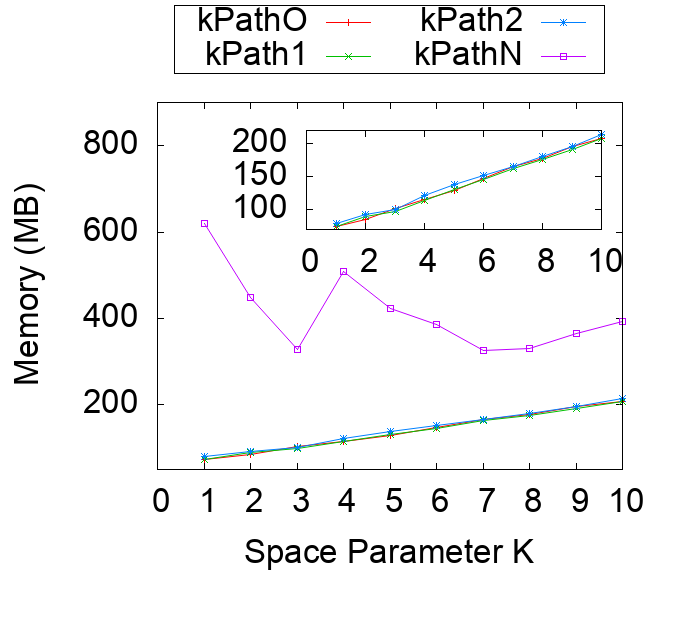 kPathO kPath2
kPath1 kPathN
800
600
400
200
200
150
100
0 2 4 6 8 10
0 1 2 3 4 5 6 7 8 9 10
Memory (MB)
Space Parameter K